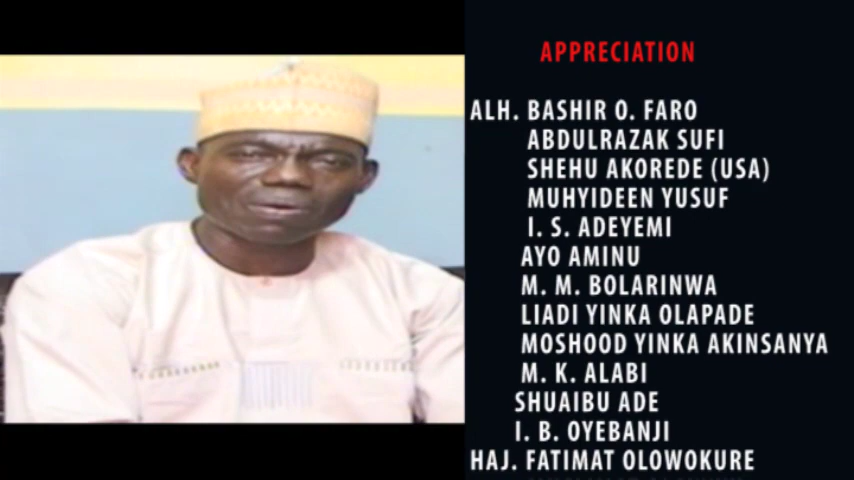 APPRECIATION
ALH. BASHIR O. FARO
ABDULRAZAK SUFI
SHEHU AKOREDE (USA)
MUHYIDEEN YUSUF
I. S. ADEYEMI
AYO AMINU
M. M. BOLARINWA
LIADI YINKA OLAPADE
MOSHOOD YINKA AKINSANYA
M. K. ALABI
SHUAIBU ADE
I. B. OYEBANJI
HAJ. FATIMAT OLOWOKURE